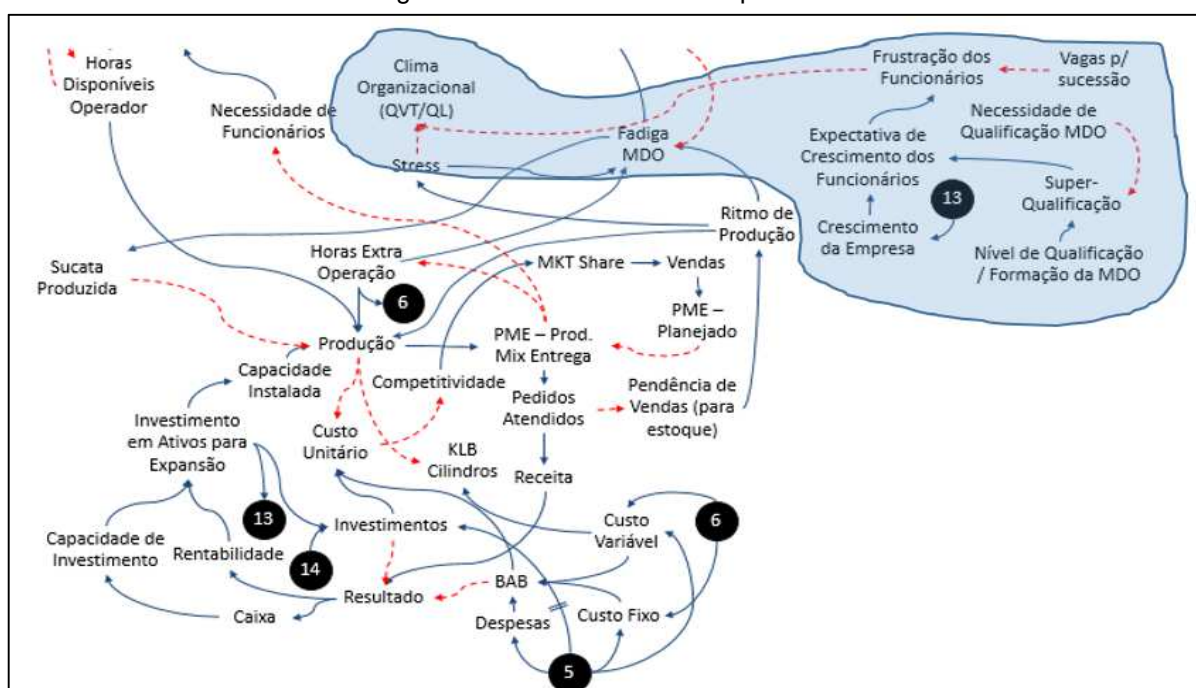 Horas
Disponíveis
Operador
Necessidade de
Funcionários
Clima
Organizacional
(QVT/QL)
Stress
Fadiga
MDO
Frustração dos
Funcionários
Vagas p/
sucessão
Necessidade de
Qualificação MDO
Expectativa de
Crescimento dos
Funcionários
13
Super-
Qualificação
Crescimento
da Empresa
Nível de Qualificação
/ Formação da MDO
Ritmo de
Produção
Sucata
Produzida
Horas Extra
Operação
6
MKT Share
Vendas
PME –
Planejado
Produção
PME – Prod.
Mix Entrega
Capacidade
Instalada
Competitividade
Pedidos
Atendidos
Pendência de
Vendas (para
estoque)
Investimento
em Ativos para
Expansão
Custo
Unitário
KLB
Cilindros
Receita
13
Capacidade de
Investimento
Rentabilidade
14
Investimentos
Custo
Variável
6
Caixa
Resultado
BAB
Despesas
Custo Fixo
5